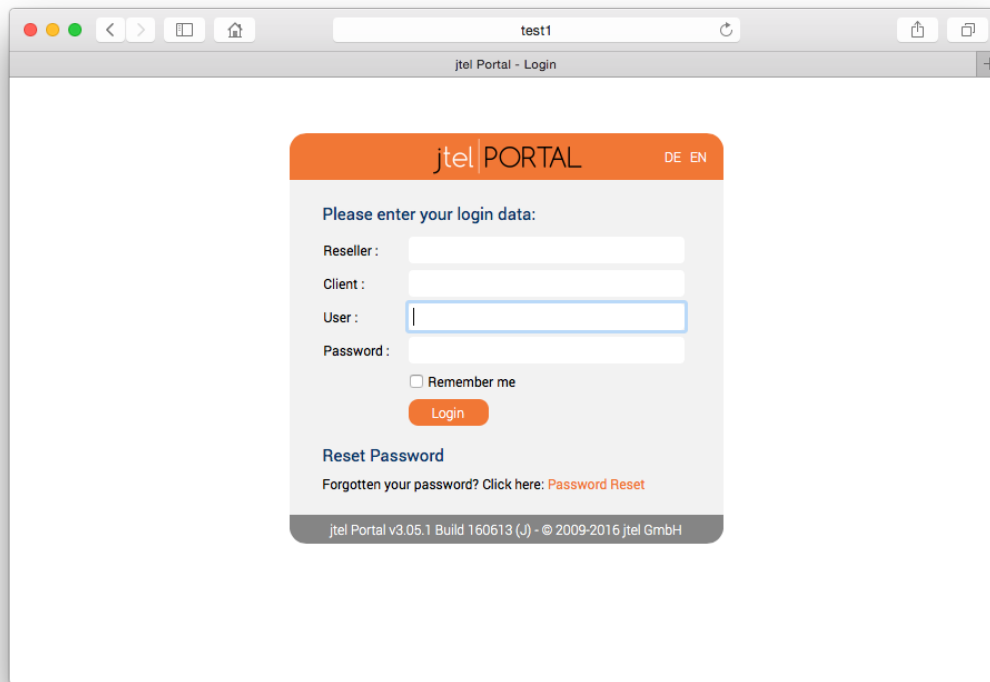 test1
jtel Portal - Login
jtel PORTAL DE EN
Please enter your login data:
Reseller :
Client :
User :
Password :
Remember me
Login
Reset Password
Forgotten your password? Click here: Password Reset
jtel Portal v3.05.1 Build 160613 (J) - © 2009-2016 jtel GmbH